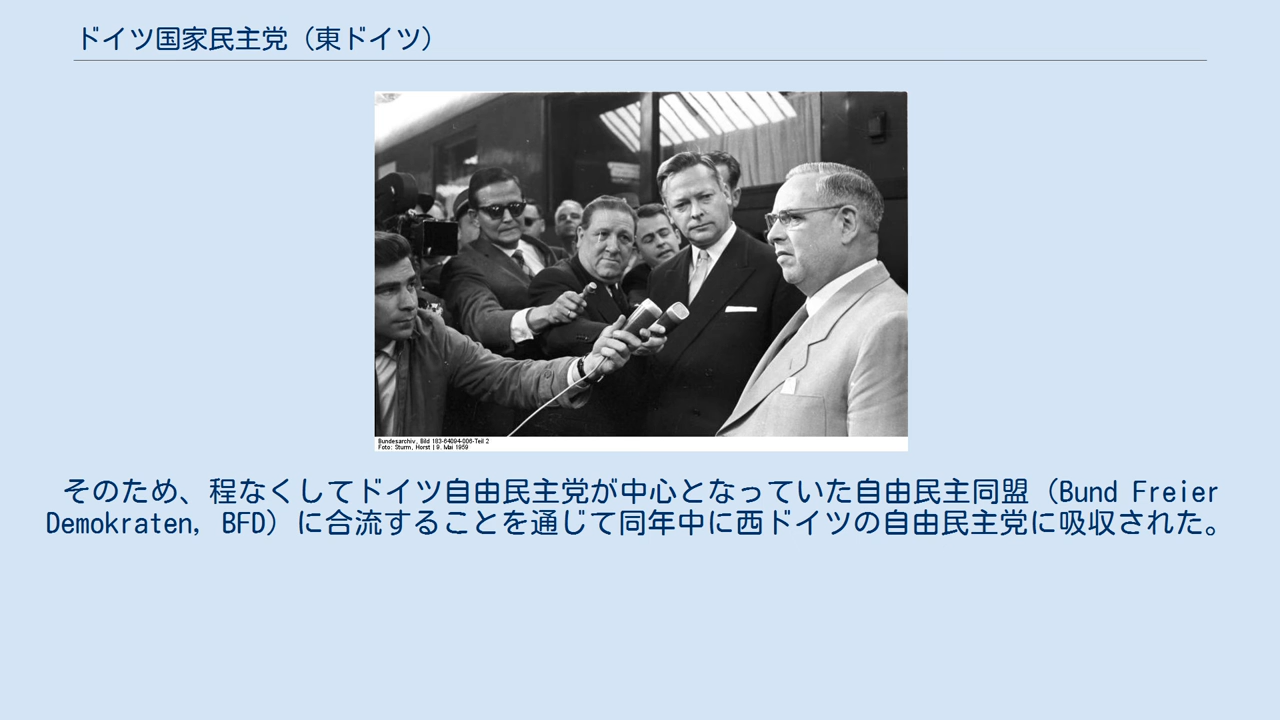 ドイツ国家民主党（東ドイツ）
Bundesarchiv, Bild 183-64094-006-Teil 2
Foto: Sturm, Horst | 9. Mai 1959
そのため、程なくしてドイツ自由民主党が中心となっていた自由民主同盟（Bund Freier
Demokraten, BFD）に合流することを通じて同年中に西ドイツの自由民主党に吸収された。